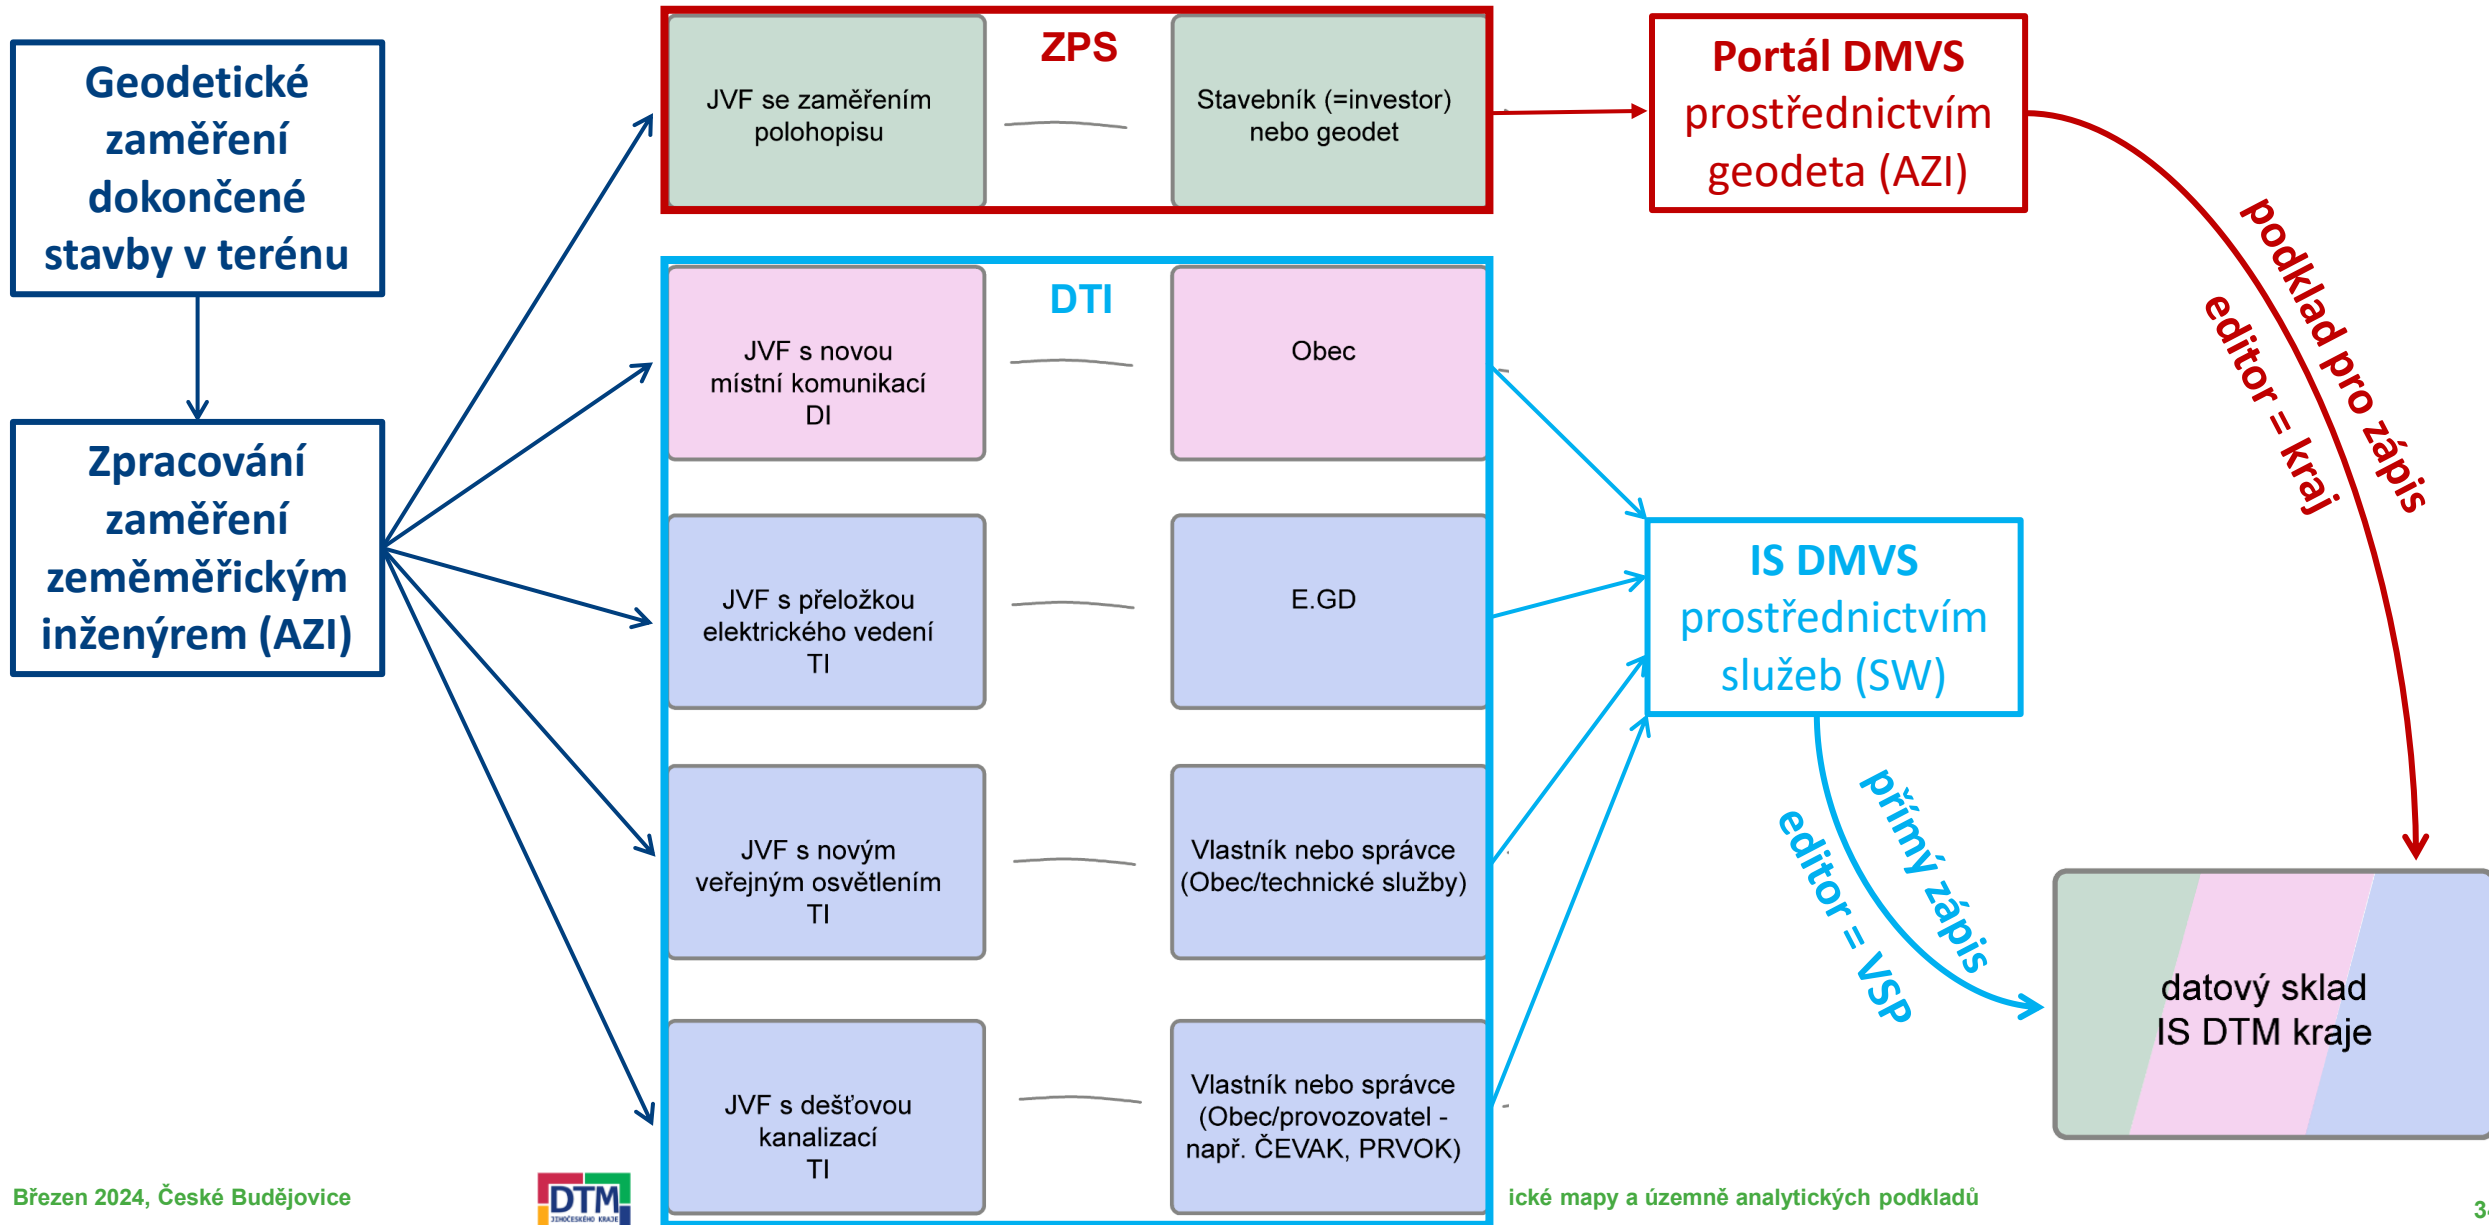 Geodetické
zaměření
dokončené
stavby v terénu
Zpracování
zaměření
zeměměřickým
inženýrem (AZI)
ZPS
JVF se zaměřením
polohopisu
Stavebník (=investor)
nebo geodet
DTI
JVF s novou
místní komunikací
DI
Obec
JVF s přeložkou
elektrického vedení
TI
E.GD
JVF s novým
veřejným osvětlením
TI
Vlastník nebo správce
(Obec/technické služby)
JVF s dešťovou
kanalizací
TI
Vlastník nebo správce
(Obec/provozovatel -
např. ČEVAK, PRVOK)
Portál DMVS
prostřednictvím
geodeta (AZI)
podklad pro zápis
editor = kraj
IS DMVS
prostřednictvím
služeb (SW)
přímý zápis
editor = VSP
datový sklad
IS DTM kraje
Březen 2024, České Budějovice
DTM
JIHOČESKÉHO KRAJE
ické mapy a územně analytických podkladů